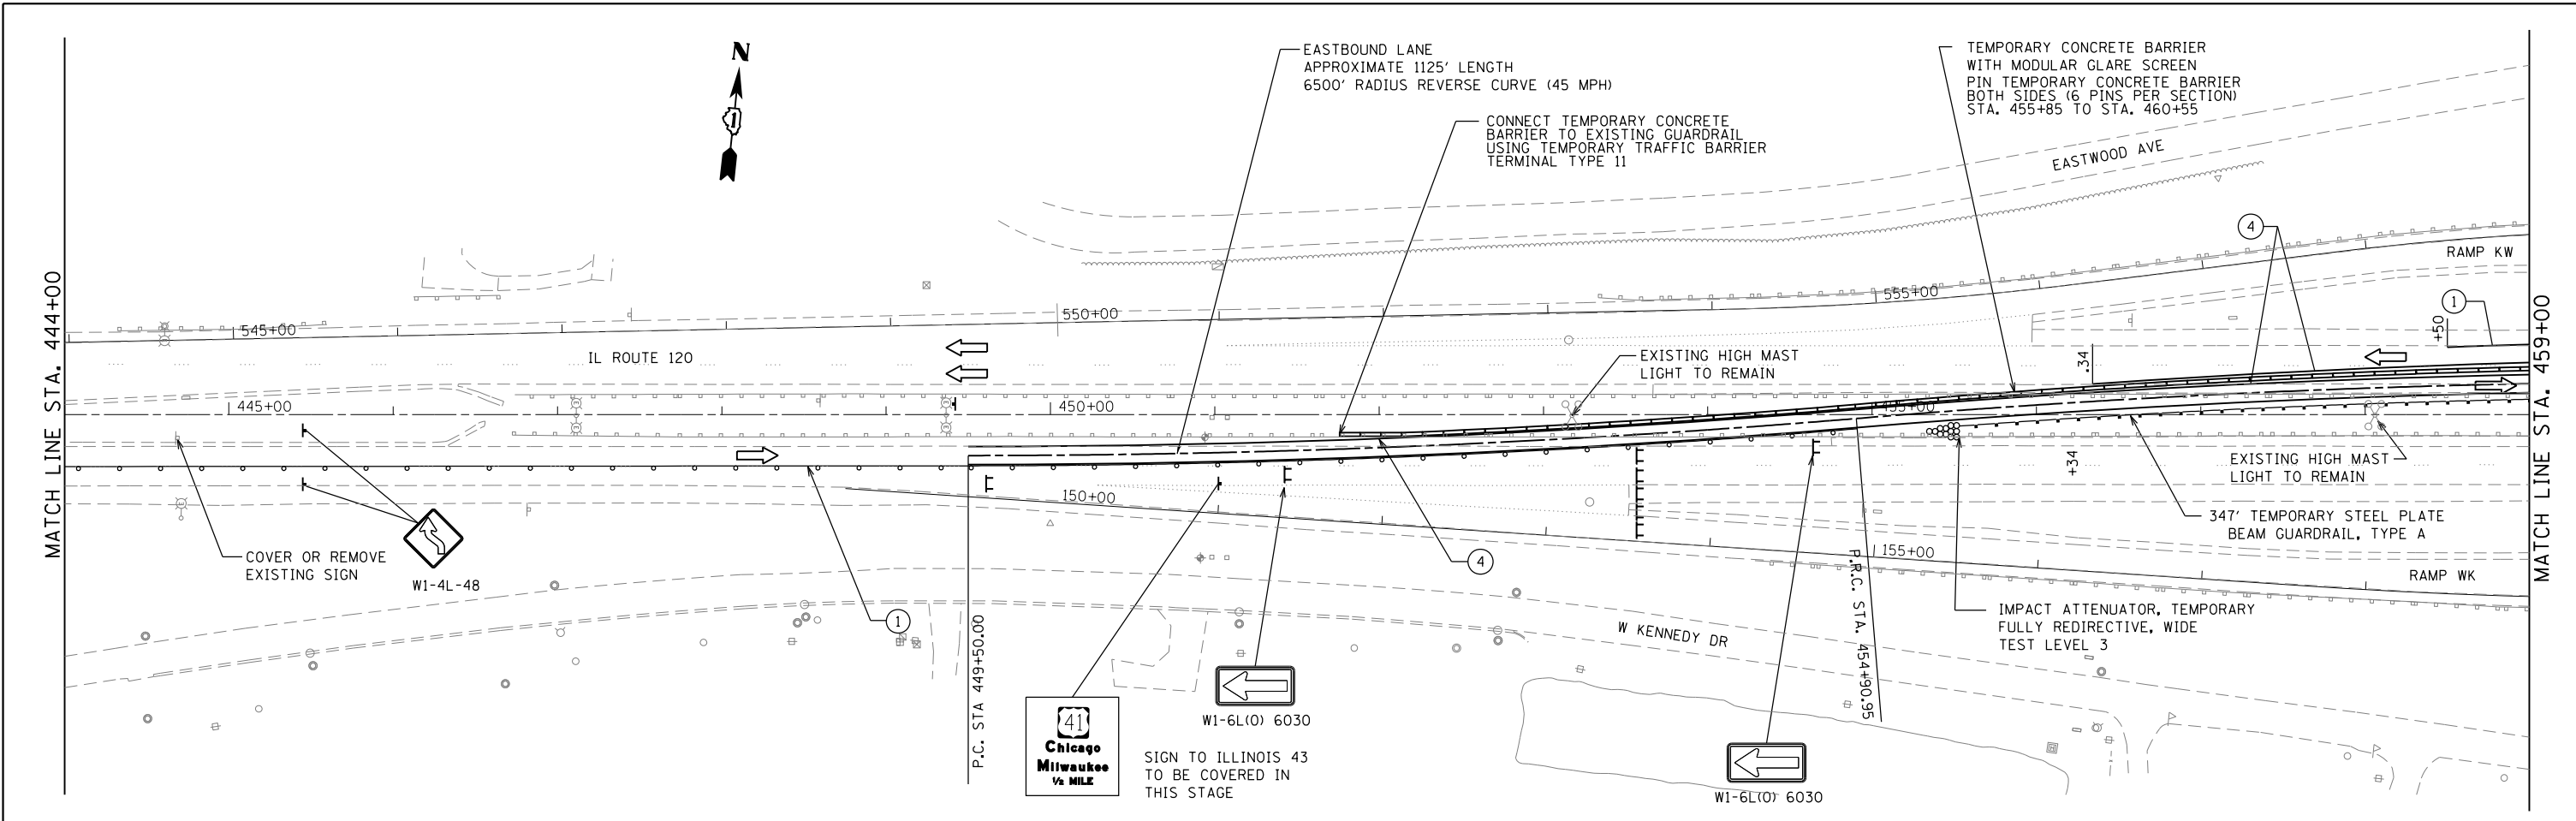 N
1
EASTBOUND LANE
APPROXIMATE 1125' LENGTH
6500' RADIUS REVERSE CURVE (45 MPH)
TEMPORARY CONCRETE BARRIER
WITH MODULAR GLARE SCREEN
PIN TEMPORARY CONCRETE BARRIER
BOTH SIDES (6 PINS PER SECTION)
STA. 455+85 TO STA. 460+55
CONNECT TEMPORARY CONCRETE
BARRIER TO EXISTING GUARDRAIL
USING TEMPORARY TRAFFIC BARRIER
TERMINAL TYPE 11
EASTWOOD AVE
4
RAMP KW
MATCH LINE STA. 444+00
MATCH LINE STA. 459+00
545+00
550+00
555+00
1
+50
.34
IL ROUTE 120
EXISTING HIGH MAST
LIGHT TO REMAIN
445+00
450+00
455+00
+34
EXISTING HIGH MAST
LIGHT TO REMAIN
150+00
155+00
347' TEMPORARY STEEL PLATE
BEAM GUARDRAIL, TYPE A
COVER OR REMOVE
EXISTING SIGN
W1-4L-48
4
1
RAMP WK
W KENNEDY DR
IMPACT ATTENUATOR, TEMPORARY
FULLY REDIRECTIVE, WIDE
TEST LEVEL 3
P.C. STA 449+50.00
P.R.C. STA. 454+90.95
41
Chicago
Milwaukee
1/2 MILE
W1-6L(O) 6030
SIGN TO ILLINOIS 43
TO BE COVERED IN
THIS STAGE
W1-6L(O) 6030